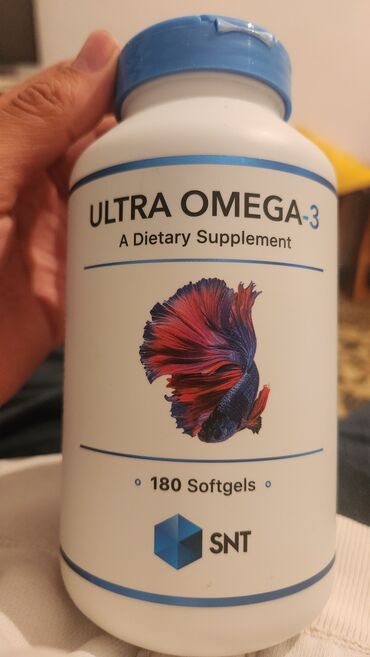 ULTRA OMEGA-3
A Dietary Supplement
180 Softgels
SNT